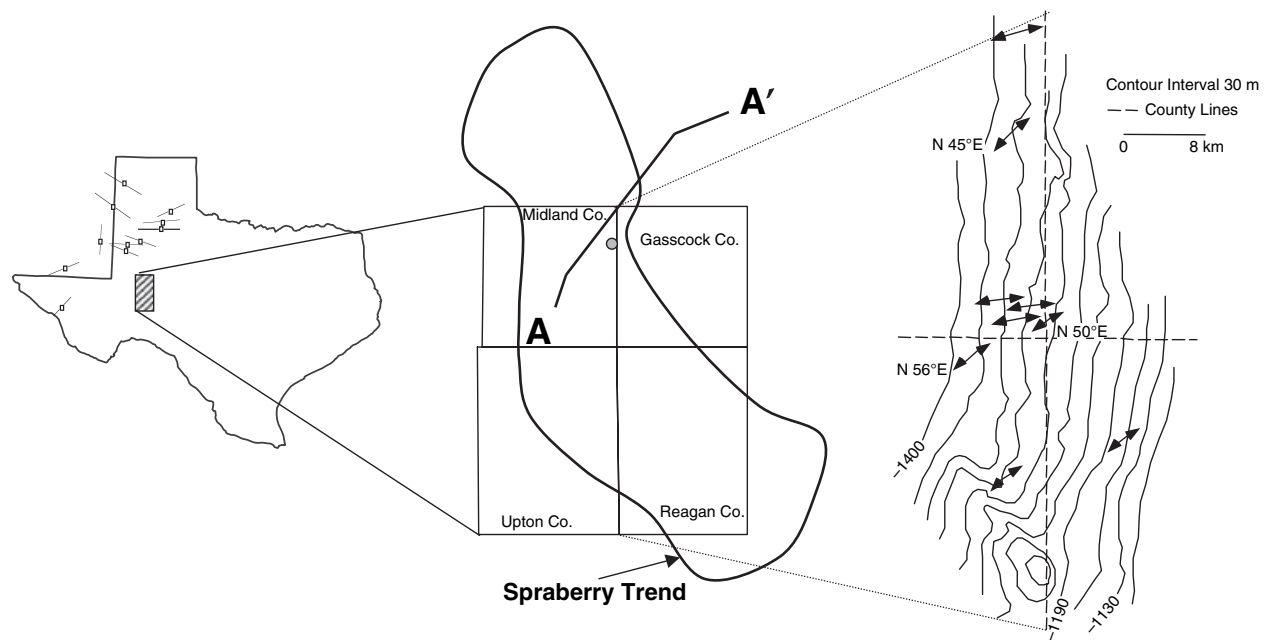 A′
Contour Interval 30 m
County Lines
0 8 km
N 45°E
Midland Co.
Gasscock Co.
A
N 50°E
N 56°E
–1400
Upton Co.
Reagan Co.
Spraberry Trend
–1190
–1130